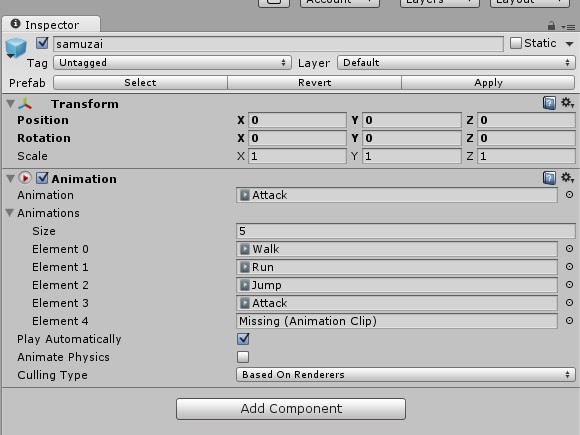 Account Layers Layout
Inspector
samuzai Static
Tag Untagged Layer Default
Prefab Select Revert Apply
Transform
Position X 0 Y 0 Z 0
Rotation X 0 Y 0 Z 0
Scale X 1 Y 1 Z 1
Animation
Animation Attack
Animations
Size 5
Element 0 Walk
Element 1 Run
Element 2 Jump
Element 3 Attack
Element 4 Missing (Animation Clip)
Play Automatically
Animate Physics
Culling Type Based On Renderers
Add Component